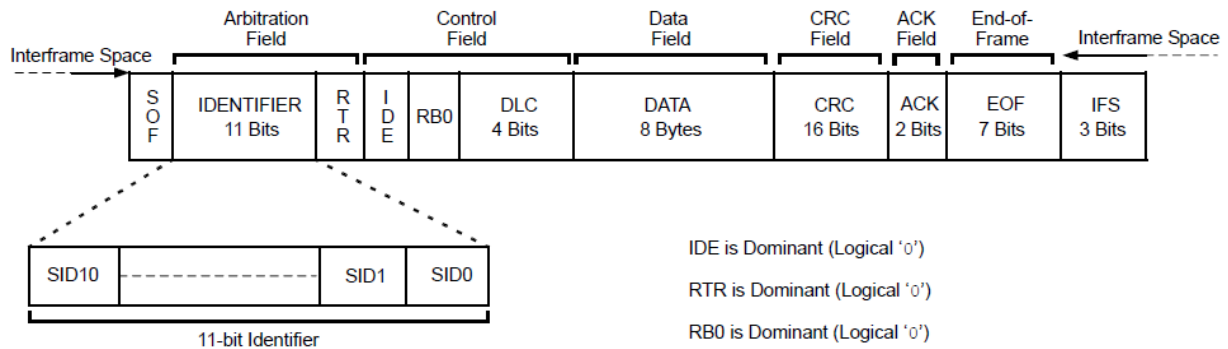 Arbitration Field
Control Field
Data Field
CRC Field
ACK Field
End-of-Frame
Interframe Space
Interframe Space
SOF
IDENTIFIER
11 Bits
RTR
IDE
RB0
DLC
4 Bits
DATA
8 Bytes
CRC
16 Bits
ACK
2 Bits
EOF
7 Bits
IFS
3 Bits
SID10
SID1
SID0
11-bit Identifier
IDE is Dominant (Logical ‘0’)
RTR is Dominant (Logical ‘0’)
RB0 is Dominant (Logical ‘0’)